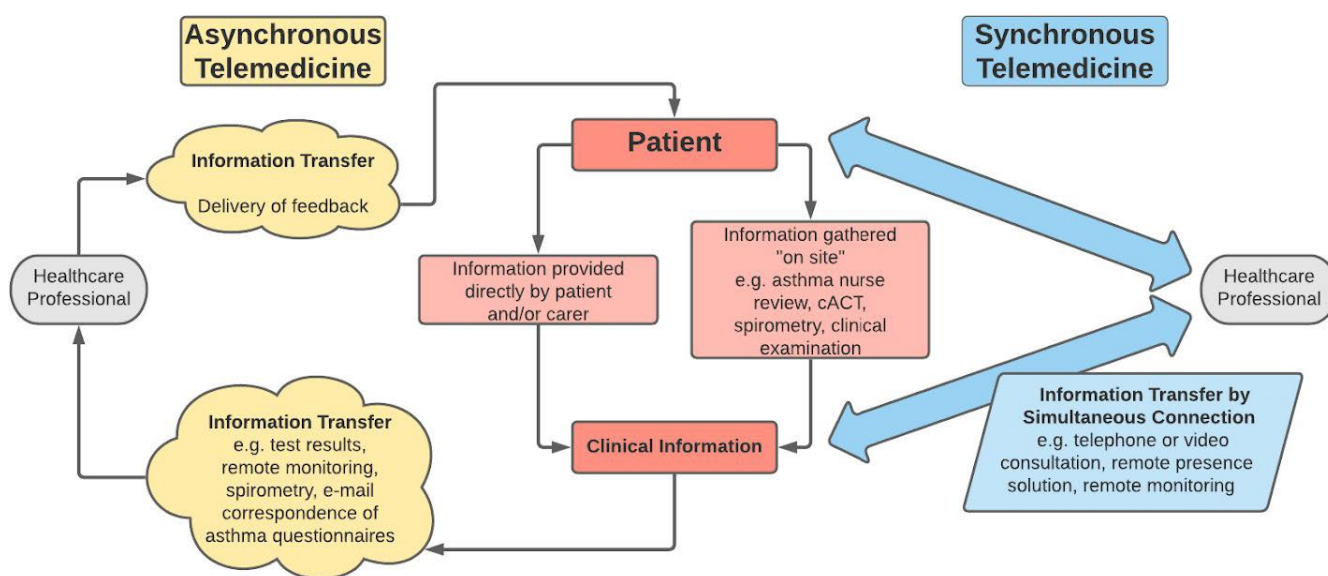 Asynchronous
Telemedicine
Synchronous
Telemedicine
Information Transfer
Delivery of feedback
Patient
Healthcare
Professional
Information provided
directly by patient
and/or carer
Information gathered
"on site"
e.g. asthma nurse
review, cACT,
spirometry, clinical
examination
Healthcare
Professional
Information Transfer
e.g. test results,
remote monitoring,
spirometry, e-mail
correspondence of
asthma questionnaires
Clinical Information
Information Transfer by
Simultaneous Connection
e.g. telephone or video
consultation, remote presence
solution, remote monitoring